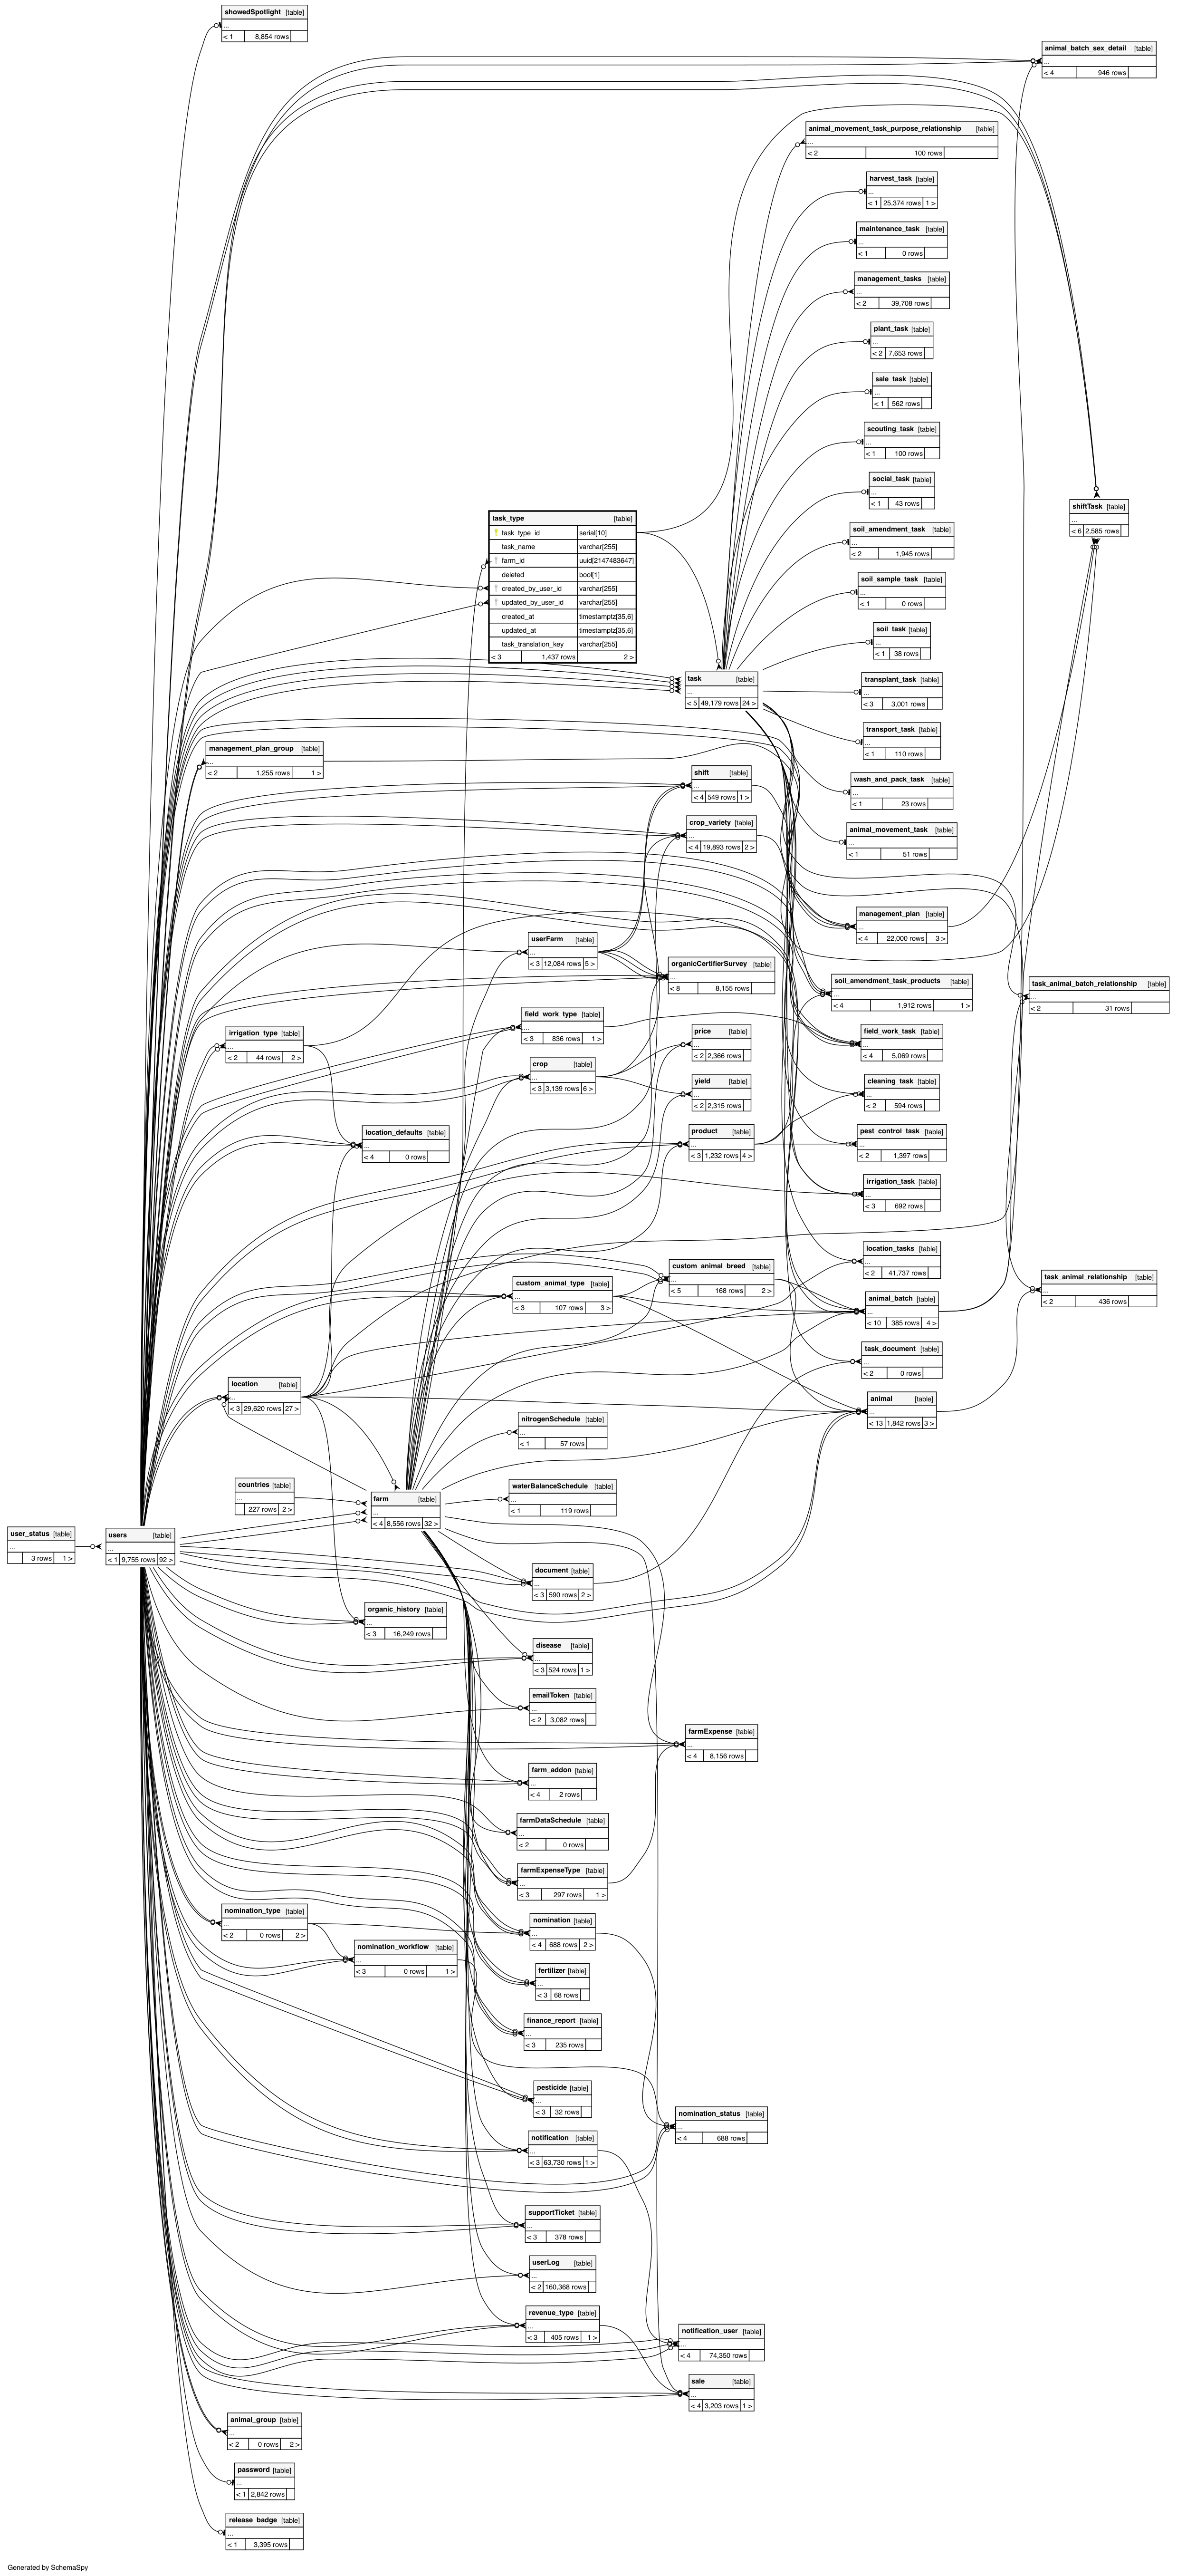 showedSpotlight [table]
...
< 1 8,854 rows
animal_batch_sex_detail [table]
...
< 4 946 rows
animal_movement_task_purpose_relationship [table]
...
< 2 100 rows
harvest_task [table]
...
< 1 25,374 rows 1 >
maintenance_task [table]
...
< 1 0 rows
management_tasks [table]
...
< 2 39,708 rows
plant_task [table]
...
< 2 7,653 rows
sale_task [table]
...
< 1 562 rows
scouting_task [table]
...
< 1 100 rows
social_task [table]
...
< 1 43 rows
shiftTask [table]
...
< 6 2,585 rows
task_type [table]
task_type_id serial[10]
task_name varchar[255]
farm_id uuid[2147483647]
deleted bool[1]
created_by_user_id varchar[255]
updated_by_user_id varchar[255]
created_at timestamptz[35,6]
updated_at timestamptz[35,6]
task_translation_key varchar[255]
< 3 1,437 rows 2 >
soil_amendment_task [table]
...
< 2 1,945 rows
soil_sample_task [table]
...
< 1 0 rows
soil_task [table]
...
< 1 38 rows
task [table]
...
< 5 49,179 rows 24 >
transplant_task [table]
...
< 3 3,001 rows
transport_task [table]
...
< 1 110 rows
management_plan_group [table]
...
< 2 1,255 rows 1 >
shift [table]
...
< 4 549 rows 1 >
wash_and_pack_task [table]
...
< 1 23 rows
crop_variety [table]
...
< 4 19,893 rows 2 >
animal_movement_task [table]
...
< 1 51 rows
management_plan [table]
...
< 4 22,000 rows 3 >
userFarm [table]
...
< 3 12,084 rows 5 >
organicCertifierSurvey [table]
...
< 8 8,155 rows
soil_amendment_task_products [table]
...
< 4 1,912 rows 1 >
task_animal_batch_relationship [table]
...
< 2 31 rows
irrigation_type [table]
...
< 2 44 rows 2 >
field_work_type [table]
...
< 3 836 rows 1 >
price [table]
...
< 2 2,366 rows
field_work_task [table]
...
< 4 5,069 rows
crop [table]
...
< 3 3,139 rows 6 >
yield [table]
...
< 2 2,315 rows
cleaning_task [table]
...
< 2 594 rows
location_defaults [table]
...
< 4 0 rows
product [table]
...
< 3 1,232 rows 4 >
pest_control_task [table]
...
< 2 1,397 rows
irrigation_task [table]
...
< 3 692 rows
location_tasks [table]
...
< 2 41,737 rows
custom_animal_breed [table]
...
< 5 168 rows 2 >
custom_animal_type [table]
...
< 3 107 rows 3 >
animal_batch [table]
...
< 10 385 rows 4 >
task_animal_relationship [table]
...
< 2 436 rows
task_document [table]
...
< 2 0 rows
location [table]
...
< 3 29,620 rows 27 >
animal [table]
...
< 13 1,842 rows 3 >
nitrogenSchedule [table]
...
< 1 57 rows
countries [table]
...
227 rows 2 >
farm [table]
...
< 4 8,556 rows 32 >
waterBalanceSchedule [table]
...
< 1 119 rows
user_status [table]
...
3 rows 1 >
users [table]
...
< 1 9,755 rows 92 >
document [table]
...
< 3 590 rows 2 >
organic_history [table]
...
< 3 16,249 rows
disease [table]
...
< 3 524 rows 1 >
emailToken [table]
...
< 2 3,082 rows
farmExpense [table]
...
< 4 8,156 rows
farm_addon [table]
...
< 4 2 rows
farmDataSchedule [table]
...
< 2 0 rows
farmExpenseType [table]
...
< 3 297 rows 1 >
nomination_type [table]
...
< 2 0 rows 2 >
nomination [table]
...
< 4 688 rows 2 >
nomination_workflow [table]
...
< 3 0 rows 1 >
fertilizer [table]
...
< 3 68 rows
finance_report [table]
...
< 3 235 rows
pesticide [table]
...
< 3 32 rows
nomination_status [table]
...
< 4 688 rows
notification [table]
...
< 3 63,730 rows 1 >
supportTicket [table]
...
< 3 378 rows
userLog [table]
...
< 2 160,368 rows
revenue_type [table]
...
< 3 405 rows 1 >
notification_user [table]
...
< 4 74,350 rows
sale [table]
...
< 4 3,203 rows 1 >
animal_group [table]
...
< 2 0 rows 2 >
password [table]
...
< 1 2,842 rows
release_badge [table]
...
< 1 3,395 rows
Generated by SchemaSpy